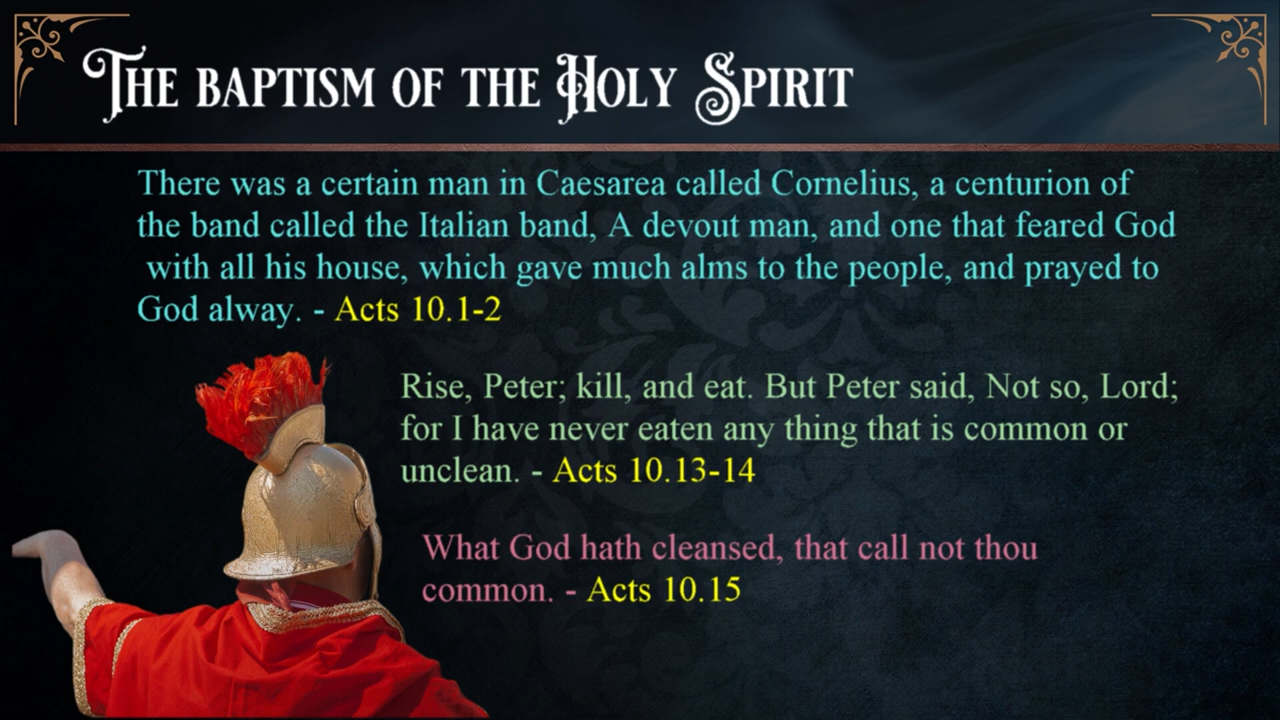 The baptism of the Holy Spirit
There was a certain man in Caesarea called Cornelius, a centurion of
the band called the Italian band, A devout man, and one that feared God
with all his house, which gave much alms to the people, and prayed to
God alway. - Acts 10.1-2
Rise, Peter; kill, and eat. But Peter said, Not so, Lord;
for I have never eaten any thing that is common or
unclean. - Acts 10.13-14
What God hath cleansed, that call not thou
common. - Acts 10.15